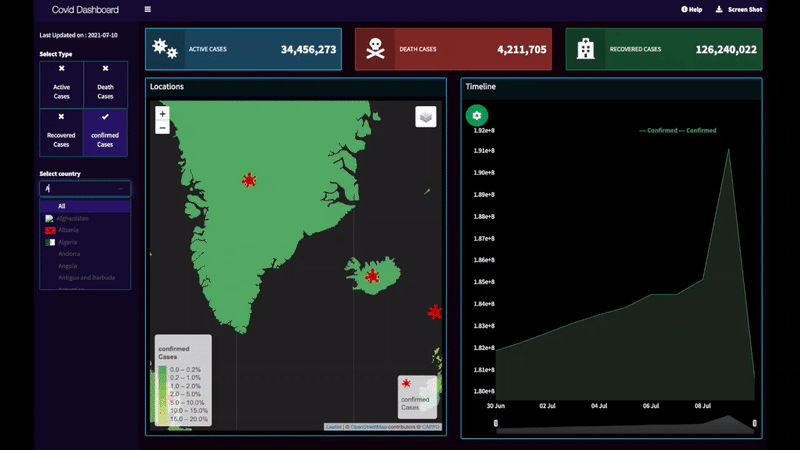 Covid Dashboard
Help
Screen Shot
Last Updated on : 2021-07-10
Select Type
Active Cases
Death Cases
Recovered Cases
confirmed Cases
Select country
A
All
Afghanistan
Albania
Algeria
Andorra
Angola
Antigua and Barbuda
ACTIVE CASES
34,456,273
DEATH CASES
4,211,705
RECOVERED CASES
126,240,022
Locations
+
−
confirmed
Cases
0.0 – 0.2%
0.2 – 1.0%
1.0 – 2.0%
2.0 – 5.0%
5.0 – 10.0%
10.0 – 15.0%
15.0 – 20.0%
confirmed
Cases
Leaflet | © OpenStreetMap contributors © CARTO
Timeline
Confirmed
Confirmed
1.92e+8
1.91e+8
1.90e+8
1.89e+8
1.88e+8
1.87e+8
1.86e+8
1.85e+8
1.84e+8
1.83e+8
1.82e+8
1.81e+8
1.80e+8
30 Jun
02 Jul
04 Jul
06 Jul
08 Jul